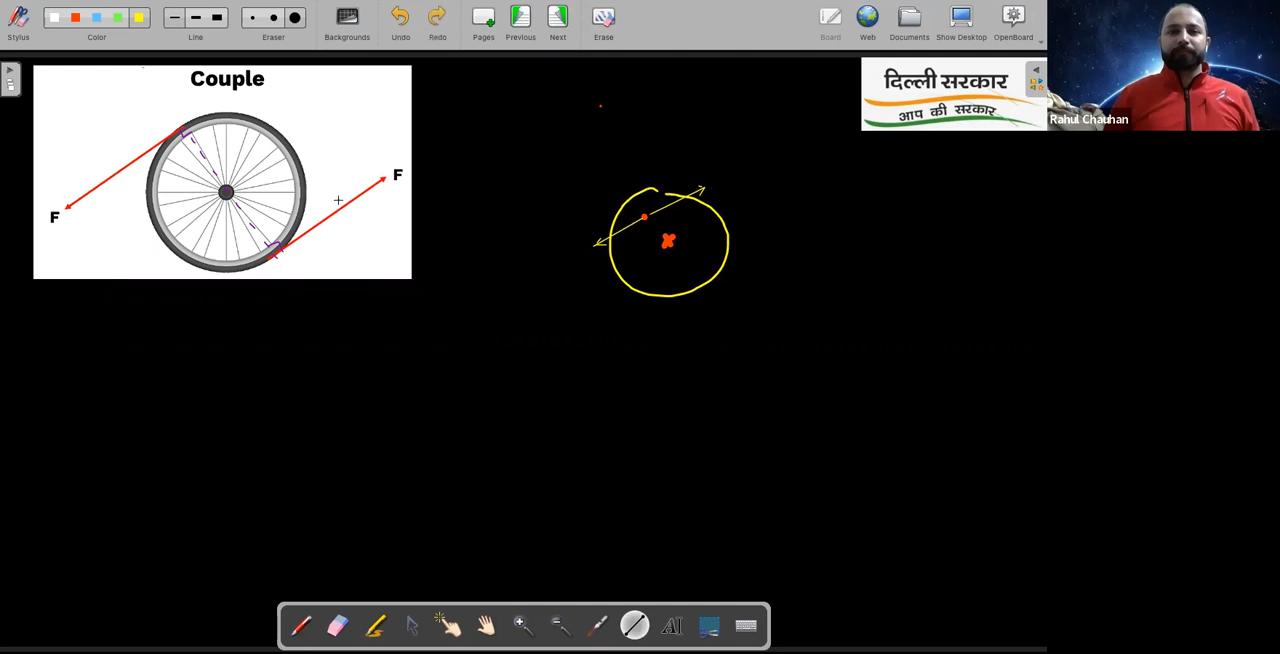 Stylus
Color
Line
Eraser
Backgrounds
Undo
Redo
Pages
Previous
Next
Erase
Board
Web
Documents
Show Desktop
OpenBoard
Couple
F
F
दिल्ली सरकार
आप की सरकार
Rahul Chauhan
AI